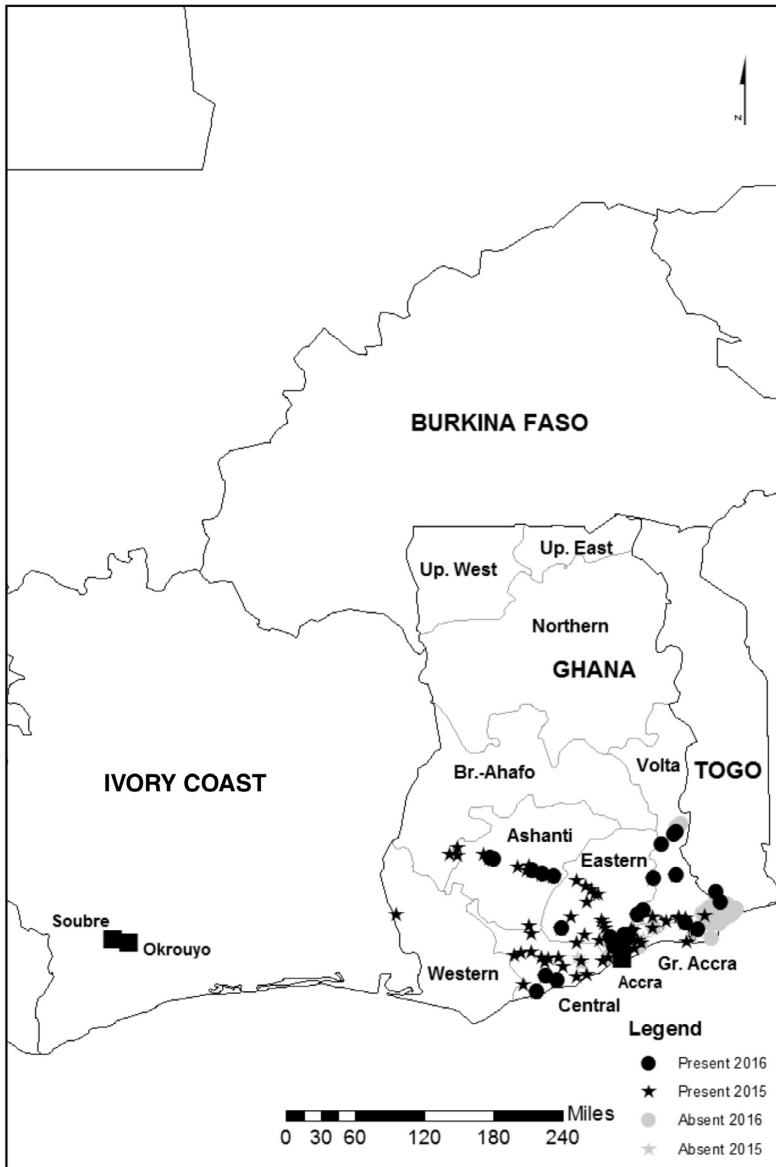 N
BURKINA FASO
Up. East
Up. West
Northern
GHANA
Volta
TOGO
IVORY COAST
Br.-Ahafo
Ashanti
Eastern
Soubre
Okrouyo
Western
Gr. Accra
Accra
Central
Legend
Present 2016
Present 2015
Absent 2016
Absent 2015
Miles
0 30 60 120 180 240